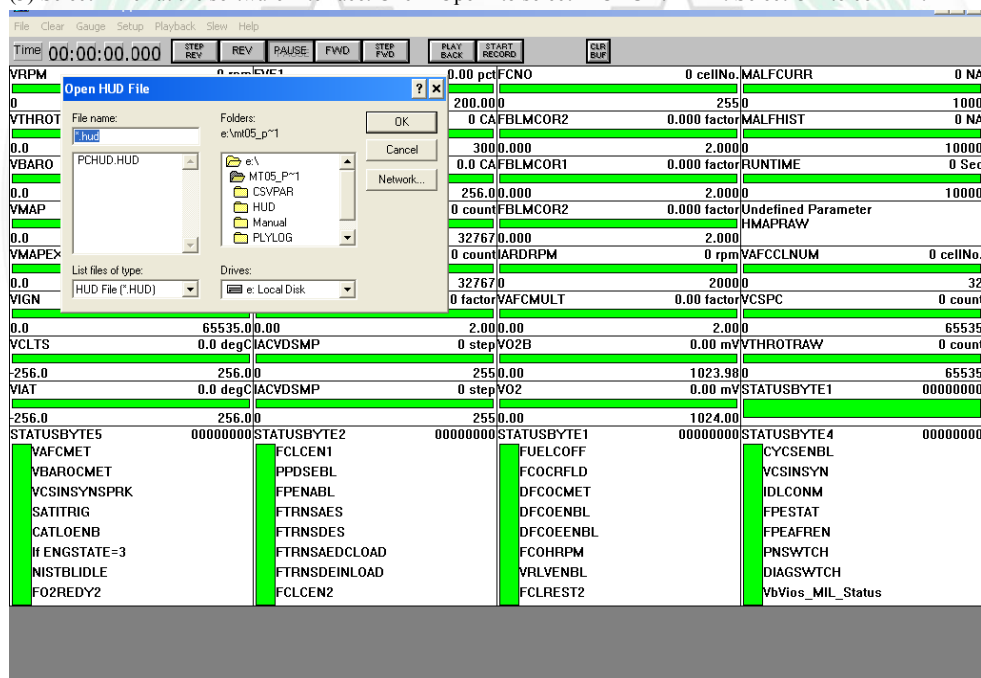 File Clear Gauge Setup Playback Slew Help
Time 00:00:00.000 STEP REV REV PAUSE FWD STEP FWD PLAY BACK START RECORD CLR BUF
VRPM 0 rpm EVE1 0.00 pct FCNO 0 cellNo. MALFCURR 0 NA
Open HUD File ? ×
0 200.00 0 255 0 1000
VTHROT File name: Folders: OK 0 CA FBLMCOR2 0.000 factor MALFHIST 0 NA
*.hud e:\mt05_p~1
0.0 Cancel 300 0.000 2.000 0 10000
VBARO PCHUD.HUD e:\ 0.0 CA FBLMCOR1 0.000 factor RUNTIME 0 Sec
MT05_P~1 Network...
0.0 CSVPAR 256.0 0.000 2.000 0 10000
VMAP HUD 0 count FBLMCOR2 0.000 factor Undefined Parameter
Manual HMAPRAW
0.0 PLYLOG 32767 0.000 2.000
VMAPEX 0 count IARDRPM 0 rpm VAFCCLNUM 0 cellNo.
List files of type: Drives:
0.0 HUD File (*.HUD) e: Local Disk 32767 0 2000 0 32
VIGN 0 factor VAFCMULT 0.00 factor VCSPC 0 count
0.0 65535.0 0.00 2.00 0.00 2.00 0 65535
VCLTS 0.0 degC IACVDSMP 0 step VO2B 0.00 mV VTHROTRAW 0 count
-256.0 256.0 0 255 0.00 1023.98 0 65535
VIAT 0.0 degC IACVDSMP 0 step VO2 0.00 mV STATUSBYTE1 00000000
-256.0 256.0 0 255 0.00 1024.00
STATUSBYTE5 00000000 STATUSBYTE2 00000000 STATUSBYTE1 00000000 STATUSBYTE4 00000000
VAFCMET FCLCEN1 FUELCOFF CYCSENBL
VBAROCMET PPDSEBL FCOCRFLD VCSINSYN
VCSINSYNSPRK FPENABL DFCOCMET IDLCONM
SATITRIG FTRNSAES DFCOENBL FPESTAT
CATLOENB FTRNSDES DFCOEENBL FPEAFREN
If ENGSTATE=3 FTRNSAEDCLOAD FCOHRPM PNSWTCH
NISTBLIDLE FTRNSDEINLOAD VRLVENBL DIAGSWTCH
FO2REDY2 FCLCEN2 FCLREST2 VbVios_MIL_Status